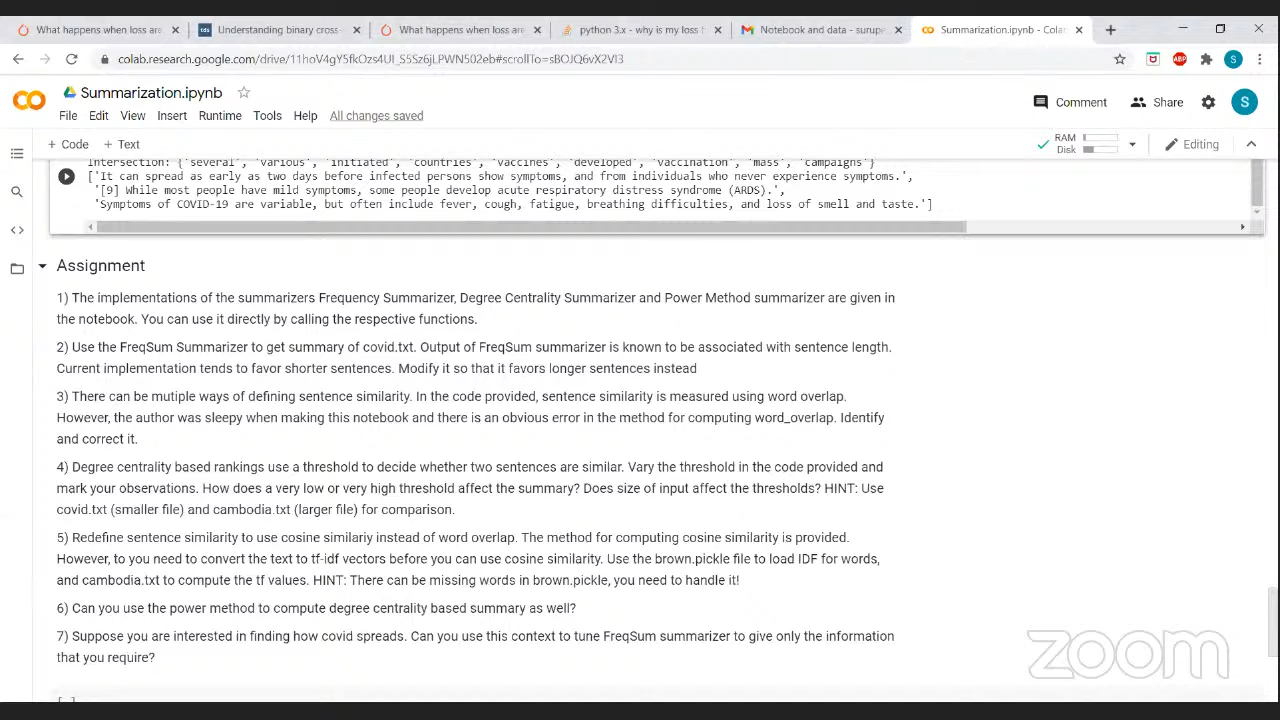 What happens when loss are
Understanding binary cross-
What happens when loss are
python 3.x - why is my loss f
Notebook and data - surupe
Summarization.ipynb - Colab
Summarization.ipynb
File Edit View Insert Runtime Tools Help All changes saved
Comment Share S
+ Code + Text
RAM
Disk
Editing
Intersection: {'several', 'various', 'initiated', 'countries', 'vaccines', 'developed', 'vaccination', 'mass', 'campaigns'}
['It can spread as early as two days before infected persons show symptoms, and from individuals who never experience symptoms.',
'[9] While most people have mild symptoms, some people develop acute respiratory distress syndrome (ARDS).',
'Symptoms of COVID-19 are variable, but often include fever, cough, fatigue, breathing difficulties, and loss of smell and taste.']
Assignment
1) The implementations of the summarizers Frequency Summarizer, Degree Centrality Summarizer and Power Method summarizer are given in
the notebook. You can use it directly by calling the respective functions.
2) Use the FreqSum Summarizer to get summary of covid.txt. Output of FreqSum summarizer is known to be associated with sentence length.
Current implementation tends to favor shorter sentences. Modify it so that it favors longer sentences instead
3) There can be mutiple ways of defining sentence similarity. In the code provided, sentence similarity is measured using word overlap.
However, the author was sleepy when making this notebook and there is an obvious error in the method for computing word_overlap. Identify
and correct it.
4) Degree centrality based rankings use a threshold to decide whether two sentences are similar. Vary the threshold in the code provided and
mark your observations. How does a very low or very high threshold affect the summary? Does size of input affect the thresholds? HINT: Use
covid.txt (smaller file) and cambodia.txt (larger file) for comparison.
5) Redefine sentence similarity to use cosine similariy instead of word overlap. The method for computing cosine similarity is provided.
However, to you need to convert the text to tf-idf vectors before you can use cosine similarity. Use the brown.pickle file to load IDF for words,
and cambodia.txt to compute the tf values. HINT: There can be missing words in brown.pickle, you need to handle it!
6) Can you use the power method to compute degree centrality based summary as well?
7) Suppose you are interested in finding how covid spreads. Can you use this context to tune FreqSum summarizer to give only the information
that you require?
zoom